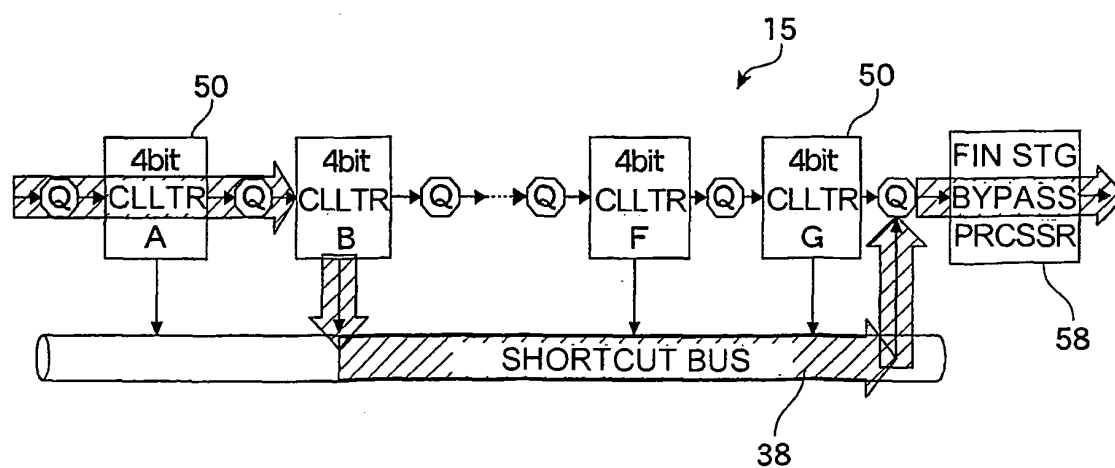 15
50
50
4bit
CLLTR
A
4bit
CLLTR
B
4bit
CLLTR
F
4bit
CLLTR
G
FIN STG
BYPASS
PRCSSR
Q
Q
Q
Q
Q
Q
58
SHORTCUT BUS
38